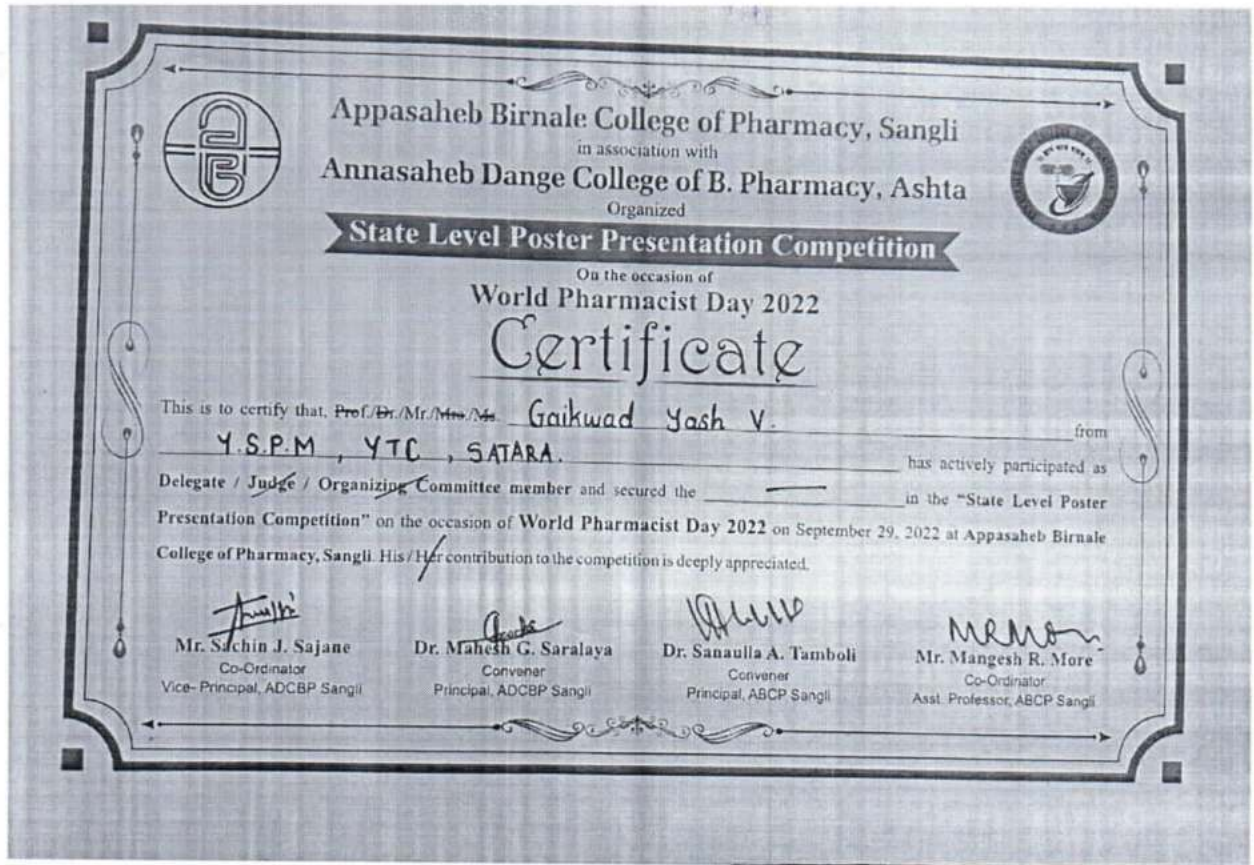 Appasaheb Birnale College of Pharmacy, Sangli
in association with
Annasaheb Dange College of B. Pharmacy, Ashta
Organized
State Level Poster Presentation Competition
On the occasion of
World Pharmacist Day 2022
Certificate
This is to certify that, Prof./Dr./Mr./Mrs./Ms. Gaikwad Yash V. from
Y.S.P.M , YTC , SATARA. has actively participated as
Delegate / Judge / Organizing Committee member and secured the — in the "State Level Poster
Presentation Competition" on the occasion of World Pharmacist Day 2022 on September 29, 2022 at Appasaheb Birnale
College of Pharmacy, Sangli. His / Her contribution to the competition is deeply appreciated.
Mr. Sachin J. Sajane
Co-Ordinator
Vice- Principal, ADCBP Sangli
Dr. Mahesh G. Saralaya
Convener
Principal, ADCBP Sangli
Dr. Sanaulla A. Tamboli
Convener
Principal, ABCP Sangli
Mr. Mangesh R. More
Co-Ordinator
Asst. Professor, ABCP Sangli